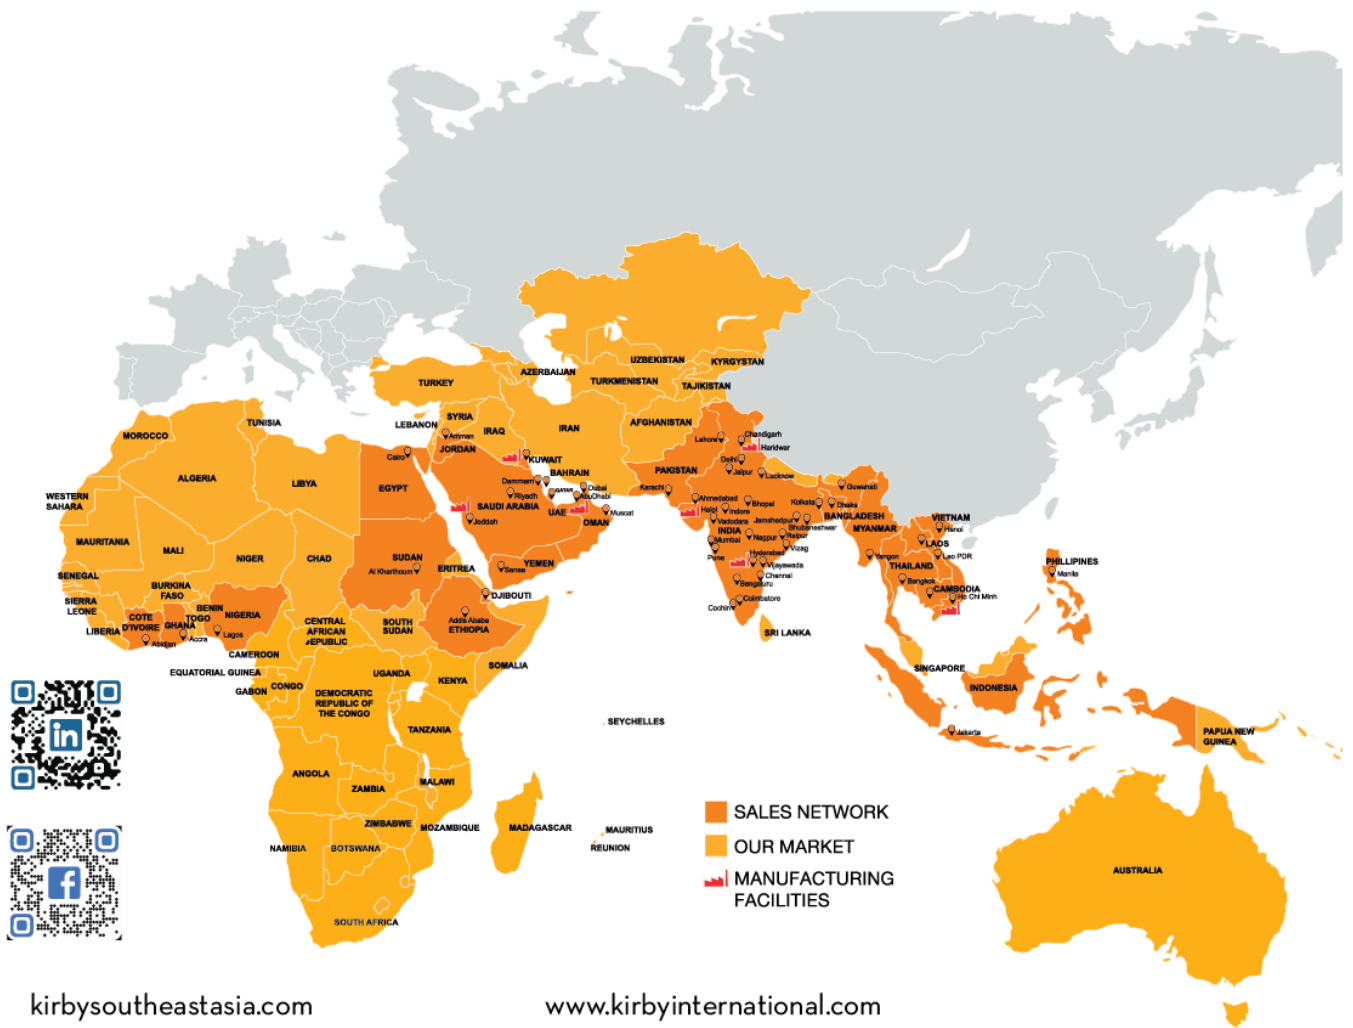 UZBEKISTAN
KYRGYSTAN
AZERBAIJAN
TURKEY
TURKMENISTAN
TAJIKISTAN
SYRIA
LEBANON
IRAQ
IRAN
AFGHANISTAN
TUNISIA
MOROCCO
Amman
JORDAN
Lahore
Chandigarh
Haridwar
Cairo
KUWAIT
Delhi
ALGERIA
LIBYA
EGYPT
BAHRAIN
PAKISTAN
Jaipur
Lucknow
Dammam
Riyadh
QATAR
Dubai
AbuDhabi
Karachi
Guwahati
WESTERN
SAHARA
SAUDI ARABIA
UAE
OMAN
Muscat
Ahmedabad
Halol
Indore
Bhopal
Kolkata
Dhaka
Jeddah
Vadodara
Jamshedpur
BANGLADESH
VIETNAM
Hanoi
INDIA
Bhubaneshwar
MYANMAR
MAURITANIA
MALI
NIGER
CHAD
SUDAN
Al Kharthoum
ERITREA
Sanaa
YEMEN
Mumbai
Nagpur
Raipur
Vizag
Pune
Hyderabad
Vijayawada
LAOS
Yangon
Lao PDR
THAILAND
PHILLIPINES
Manila
SENEGAL
BURKINA
FASO
DJIBOUTI
Chennai
Bengaluru
Bangkok
CAMBODIA
Ho Chi Minh
SIERRA
LEONE
BENIN
TOGO
NIGERIA
COTE
D'IVOIRE
GHANA
LIBERIA
Abidjan
Accra
Lagos
CENTRAL
AFRICAN
REPUBLIC
SOUTH
SUDAN
Addis Ababa
ETHIOPIA
Coimbatore
Cochin
SRI LANKA
CAMEROON
EQUATORIAL GUINEA
GABON
CONGO
UGANDA
KENYA
SOMALIA
SINGAPORE
INDONESIA
DEMOCRATIC
REPUBLIC OF
THE CONGO
SEYCHELLES
TANZANIA
Jakarta
PAPUA NEW
GUINEA
ANGOLA
ZAMBIA
MALAWI
ZIMBABWE
MOZAMBIQUE
MADAGASCAR
MAURITIUS
REUNION
NAMIBIA
BOTSWANA
SOUTH AFRICA
AUSTRALIA
in
f
SALES NETWORK
OUR MARKET
MANUFACTURING
FACILITIES
kirbysoutheastasia.com
www.kirbyinternational.com